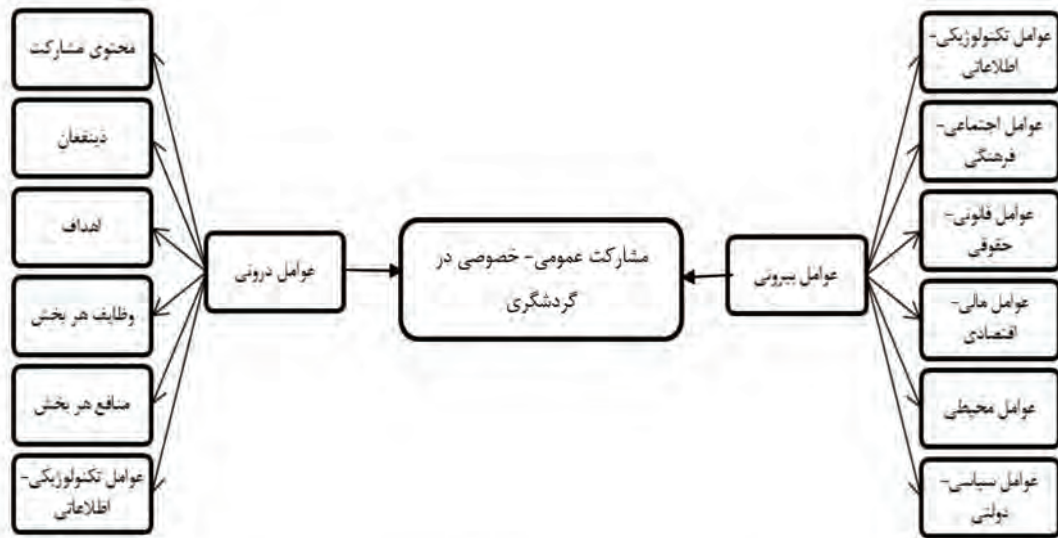 عوامل تکنولوژیکی-
اطلاعاتی
عوامل اجتماعی-
فرهنگی
عوامل قانونی-
حقوقی
عوامل مالی-
اقتصادی
عوامل محیطی
عوامل سیاسی-
دولتی
عوامل بیرونی
مشارکت عمومی- خصوصی در
گردشگری
عوامل درونی
محتوی مشارکت
ذینفعان
اهداف
وظایف هر بخش
منافع هر بخش
عوامل تکنولوژیکی-
اطلاعاتی